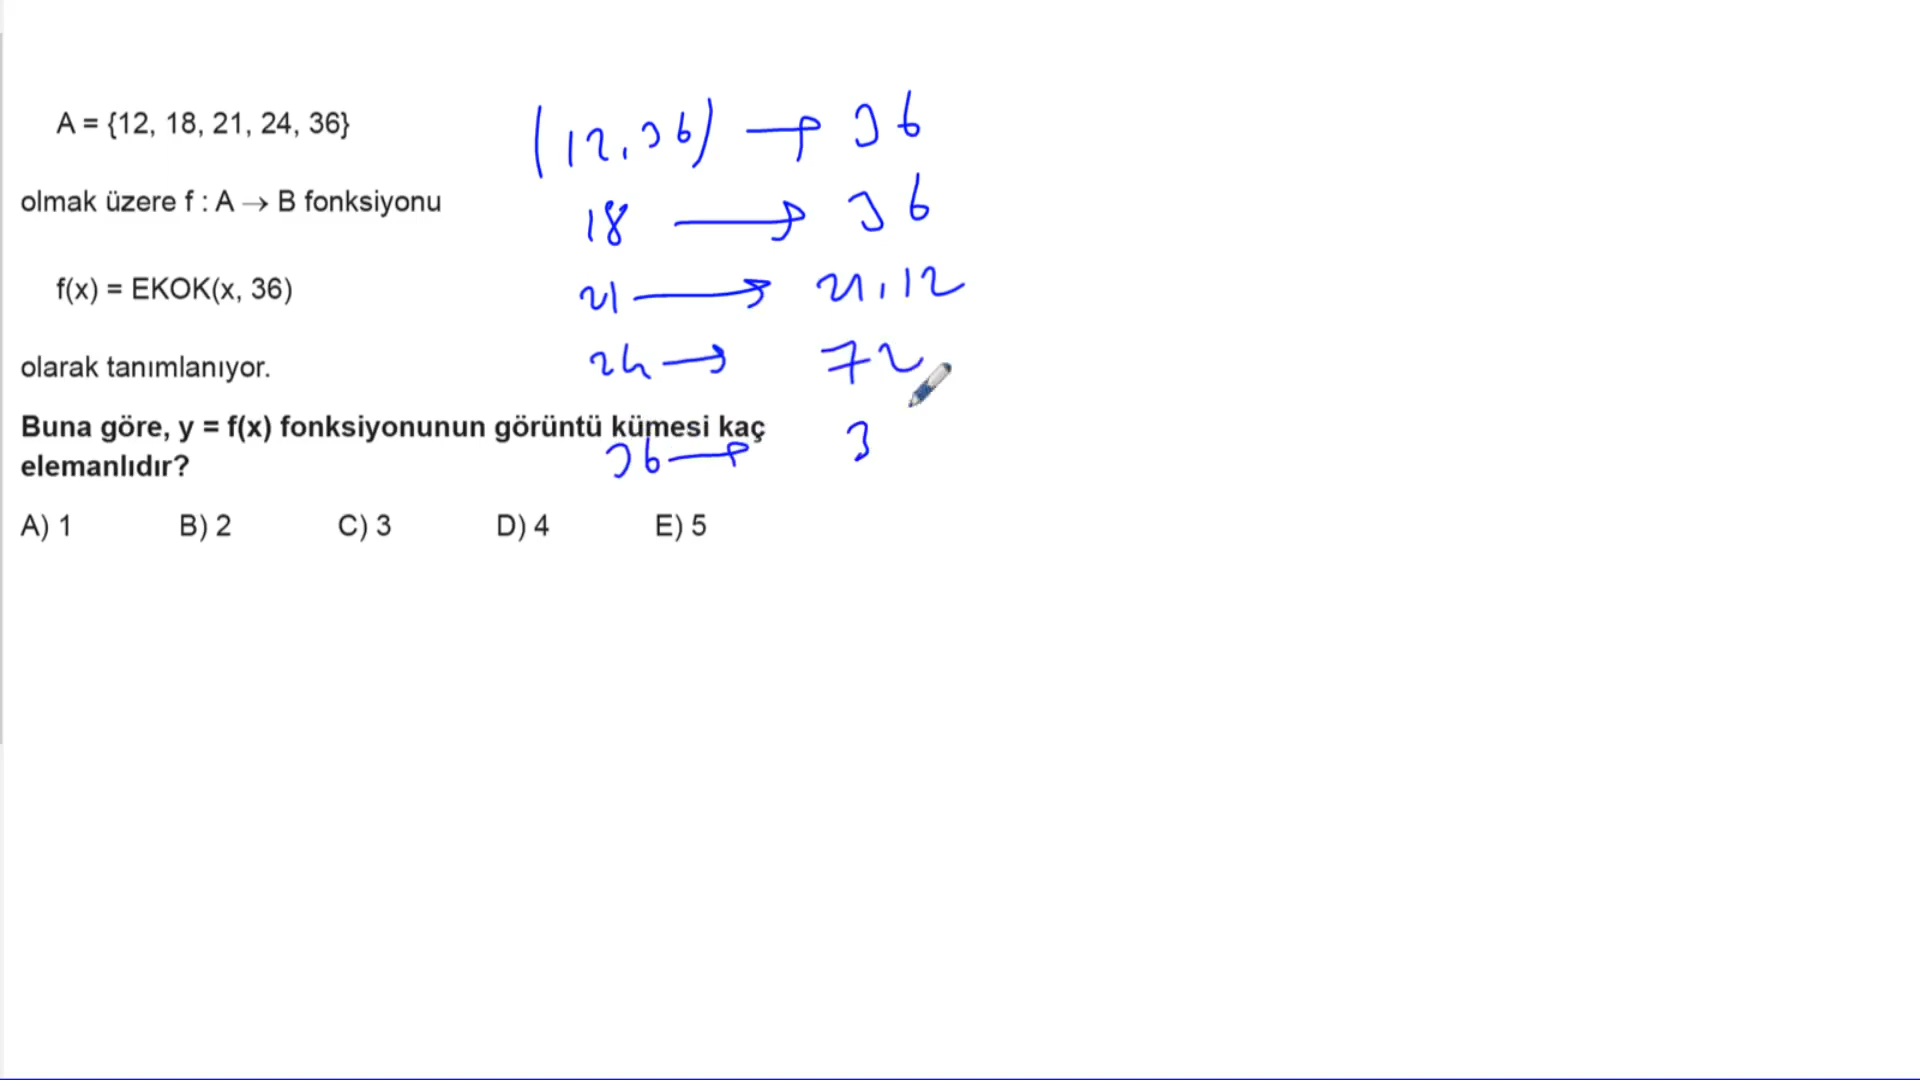 A = {12, 18, 21, 24, 36}
(12,36) → 36
olmak üzere f : A → B fonksiyonu
18 → 36
f(x) = EKOK(x, 36)
21 → 21.12
olarak tanımlanıyor.
24 → 72
Buna göre, y = f(x) fonksiyonunun görüntü kümesi kaç
elemanlıdır?
36 → 3
A) 1 B) 2 C) 3 D) 4 E) 5